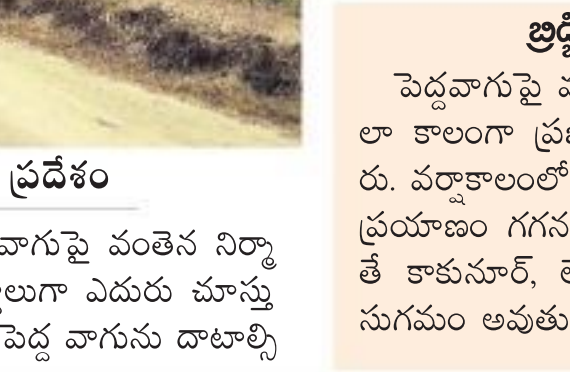 ప్రదేశం
వాగుపై వంతెన నిర్మా
ఎదురు చూస్తు
పెద్ద వాగును దాటాల్సి
పెద్దవాగుపై
లా కాలంగా
రు. వర్షాకాలంలో
ప్రయాణం గగన
తే కాకునూర్,
సుగమం అవుతు